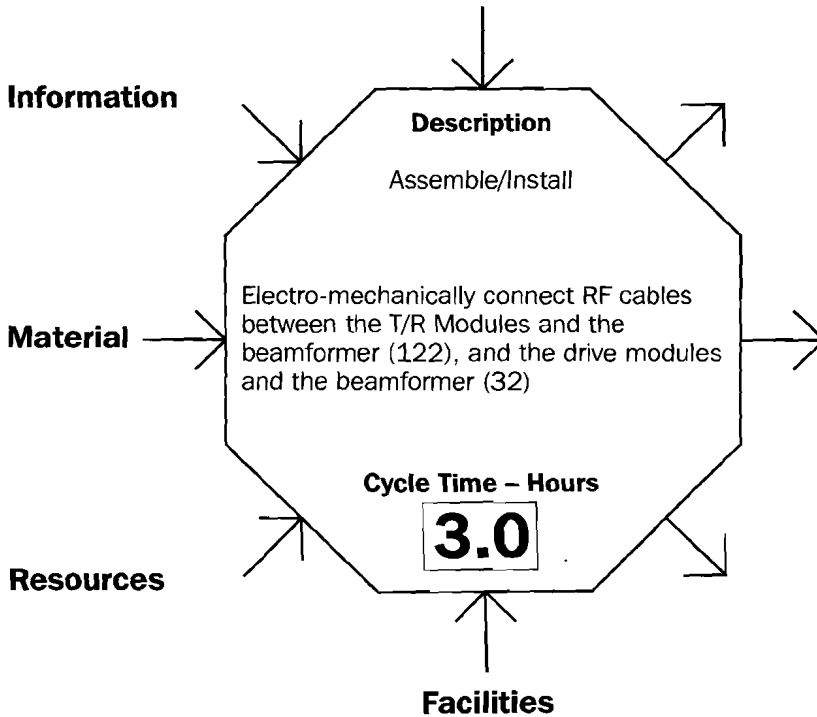 Information
Description
Assemble/Install
Electro-mechanically connect RF cables
between the T/R Modules and the
beamformer (122), and the drive modules
and the beamformer (32)
Material
Cycle Time – Hours
3.0
Resources
Facilities